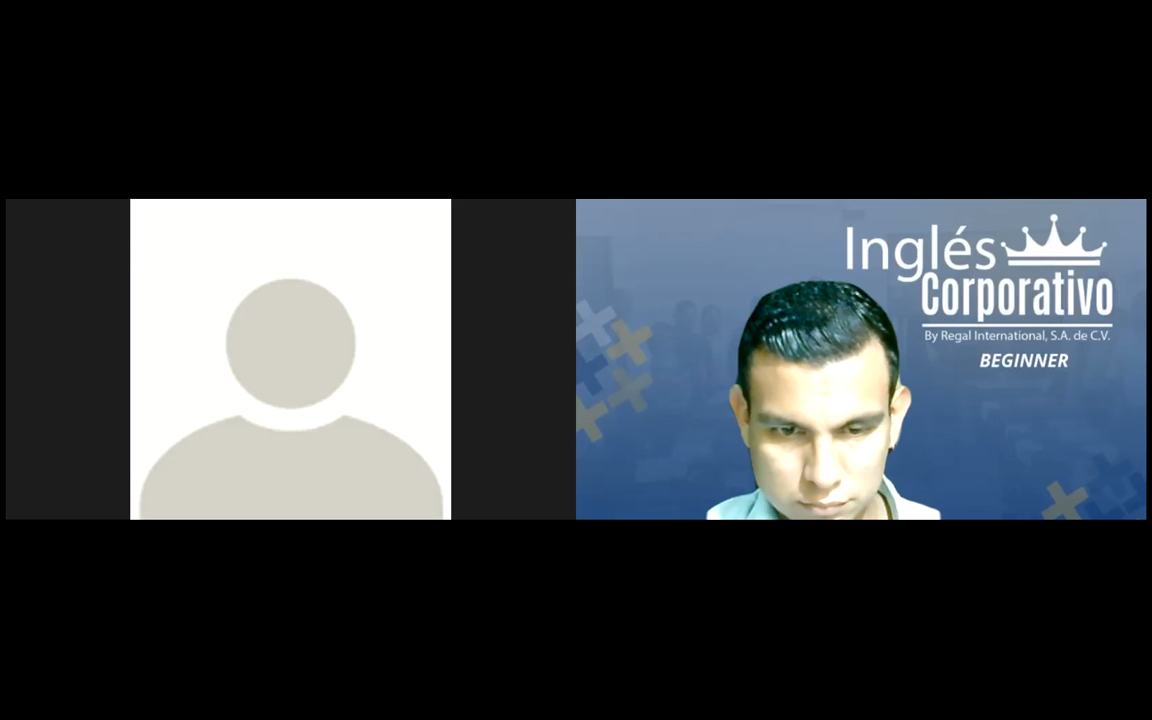 Inglés
Corporativo
By Regal International, S.A. de C.V.
BEGINNER